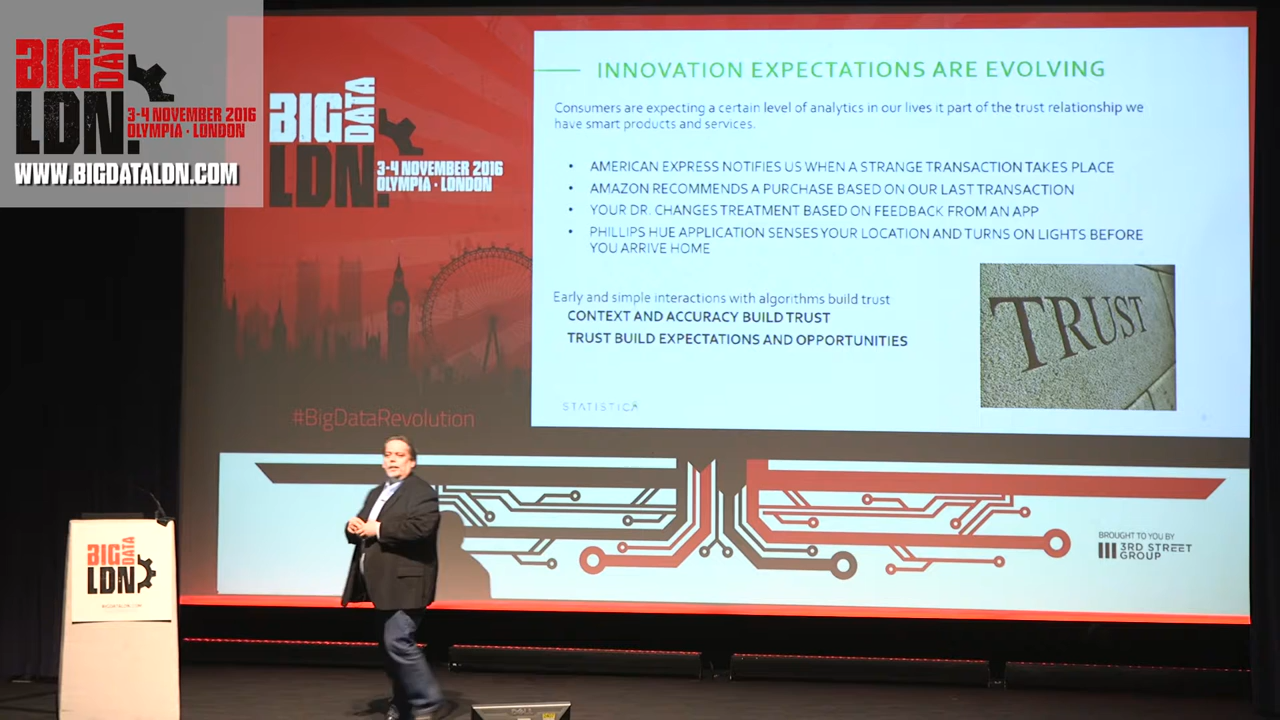 BIG DATA
LDN.
3-4 NOVEMBER 2016
OLYMPIA · LONDON
WWW.BIGDATALDN.COM
BIG DATA
LDN.
3-4 NOVEMBER 2016
OLYMPIA · LONDON
#BigDataRevolution
INNOVATION EXPECTATIONS ARE EVOLVING
Consumers are expecting a certain level of analytics in our lives it part of the trust relationship we
have smart products and services.
• AMERICAN EXPRESS NOTIFIES US WHEN A STRANGE TRANSACTION TAKES PLACE
• AMAZON RECOMMENDS A PURCHASE BASED ON OUR LAST TRANSACTION
• YOUR DR. CHANGES TREATMENT BASED ON FEEDBACK FROM AN APP
• PHILLIPS HUE APPLICATION SENSES YOUR LOCATION AND TURNS ON LIGHTS BEFORE
YOU ARRIVE HOME
Early and simple interactions with algorithms build trust
CONTEXT AND ACCURACY BUILD TRUST
TRUST BUILD EXPECTATIONS AND OPPORTUNITIES
TRUST
STATISTICA
BROUGHT TO YOU BY
3RD STREET
GROUP
BIG DATA
LDN
DELL